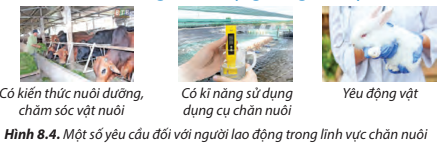 Có kiến thức nuôi dưỡng,
chăm sóc vật nuôi
Có kĩ năng sử dụng
dụng cụ chăn nuôi
Yêu động vật
Hình 8.4. Một số yêu cầu đối với người lao động trong lĩnh vực chăn nuôi